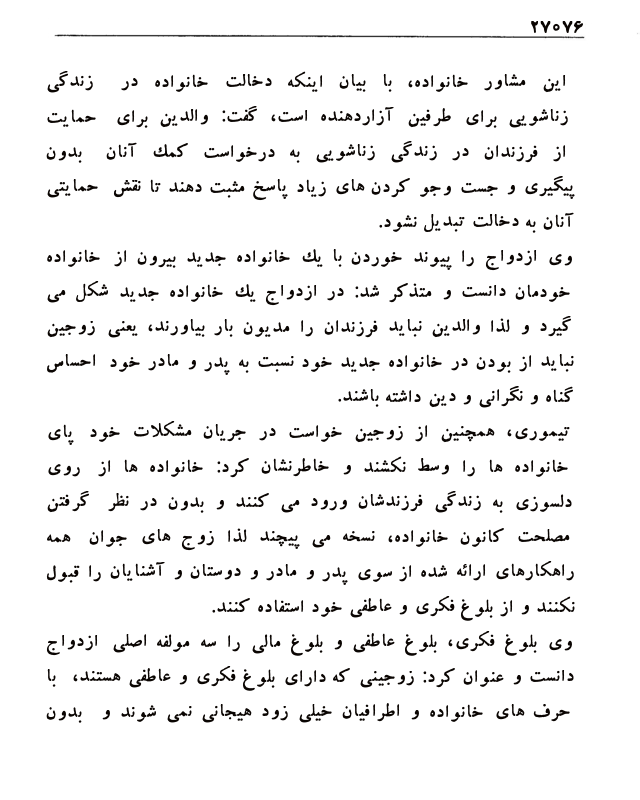 ۲۷۰۷۶
این مشاور خانواده، با بیان اینکه دخالت خانواده در زندگی
زناشویی برای طرفین آزاردهنده است، گفت: والدین برای حمایت
از فرزندان در زندگی زناشویی به درخواست کمك آنان بدون
پیگیری و جست وجو کردن های زیاد پاسخ مثبت دهند تا نقش حمایتی
آنان به دخالت تبدیل نشود.
وی ازدواج را پیوند خوردن با یك خانواده جدید بیرون از خانواده
خودمان دانست و متذکر شد: در ازدواج یك خانواده جدید شکل می
گیرد و لذا والدین نباید فرزندان را مدیون بار بیاورند، یعنی زوجین
نباید از بودن در خانواده جدید خود نسبت به پدر و مادر خود احساس
گناه و نگرانی و دین داشته باشند.
تیموری، همچنین از زوجین خواست در جریان مشکلات خود پای
خانواده ها را وسط نکشند و خاطرنشان کرد: خانواده ها از روی
دلسوزی به زندگی فرزندشان ورود می کنند و بدون در نظر گرفتن
مصلحت کانون خانواده، نسخه می پیچند لذا زوج های جوان همه
راهکارهای ارائه شده از سوی پدر و مادر و دوستان و آشنایان را قبول
نکنند و از بلوغ فکری و عاطفی خود استفاده کنند.
وی بلوغ فکری، بلوغ عاطفی و بلوغ مالی را سه مولفه اصلی ازدواج
دانست و عنوان کرد: زوجینی که دارای بلوغ فکری و عاطفی هستند، با
حرف های خانواده و اطرافیان خیلی زود هیجانی نمی شوند و بدون